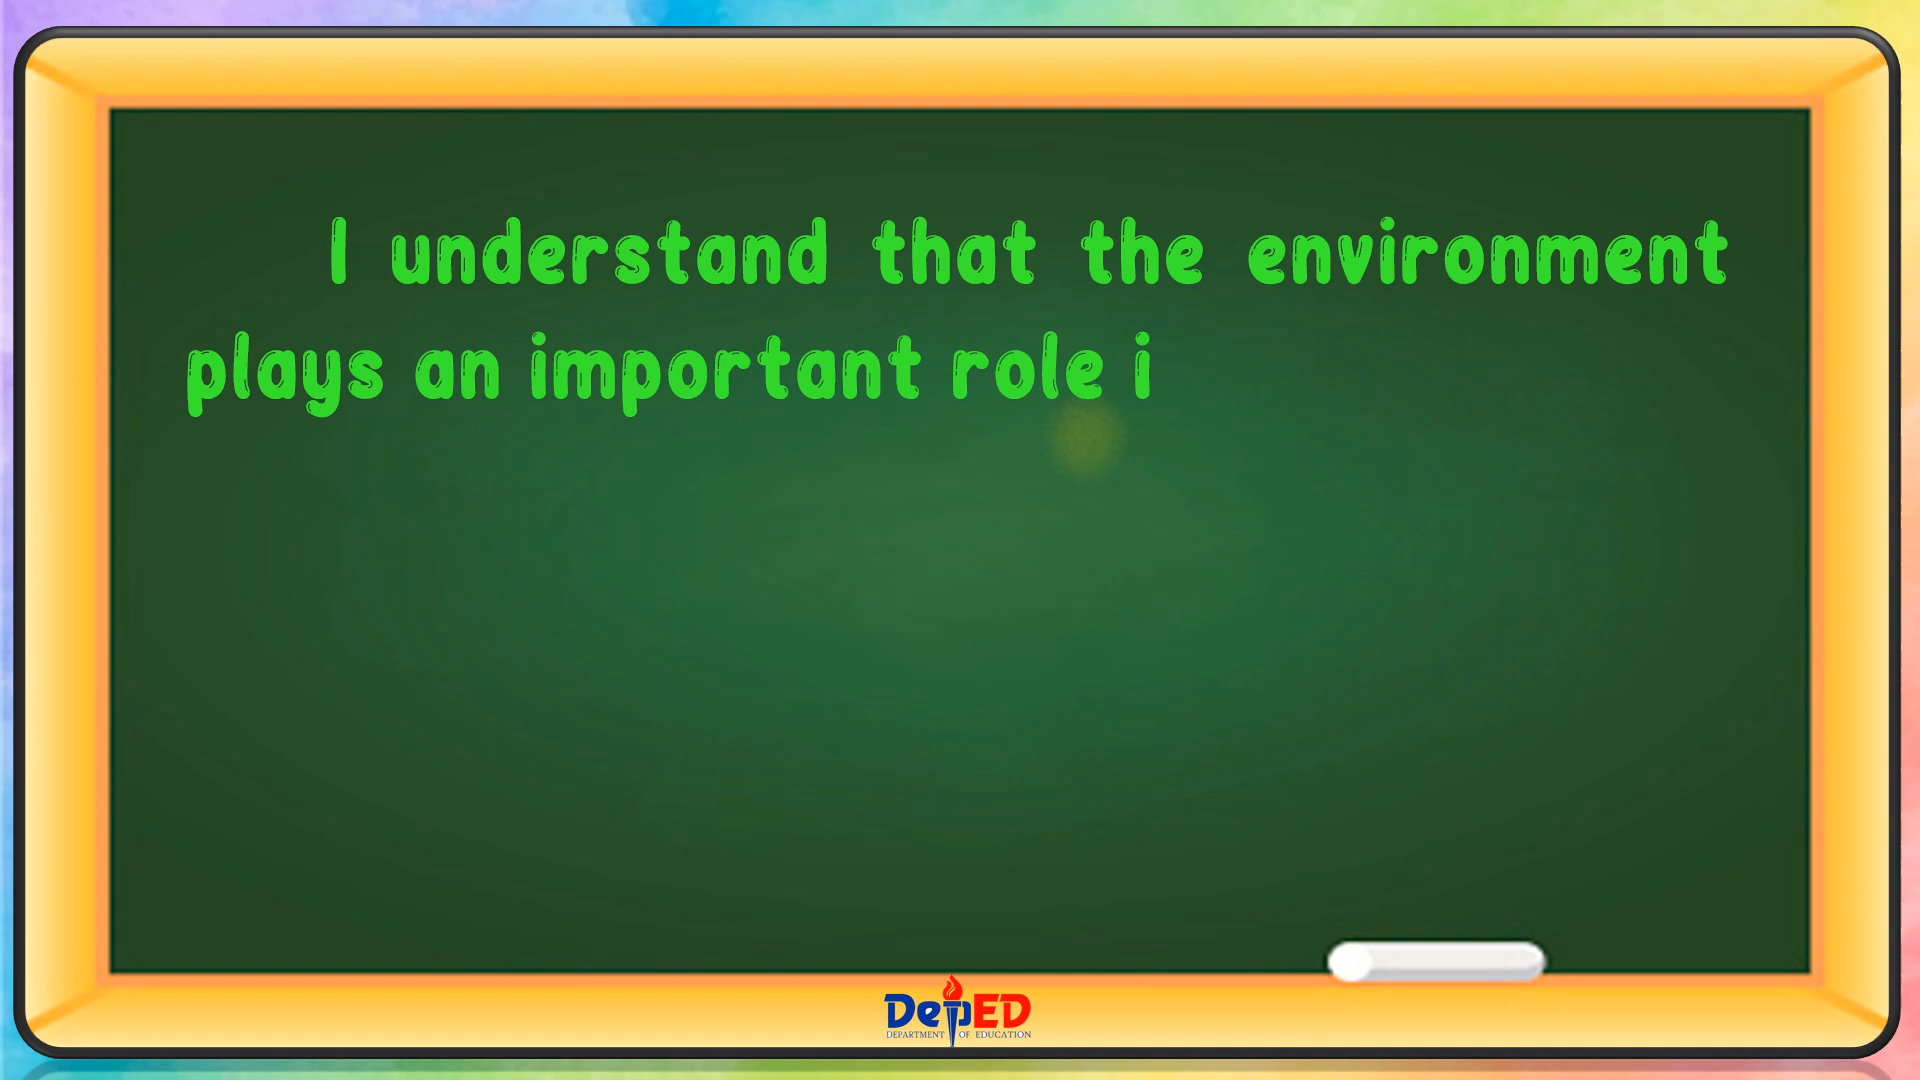 I understand that the environment
plays an important role i
DepED
DEPARTMENT OF EDUCATION